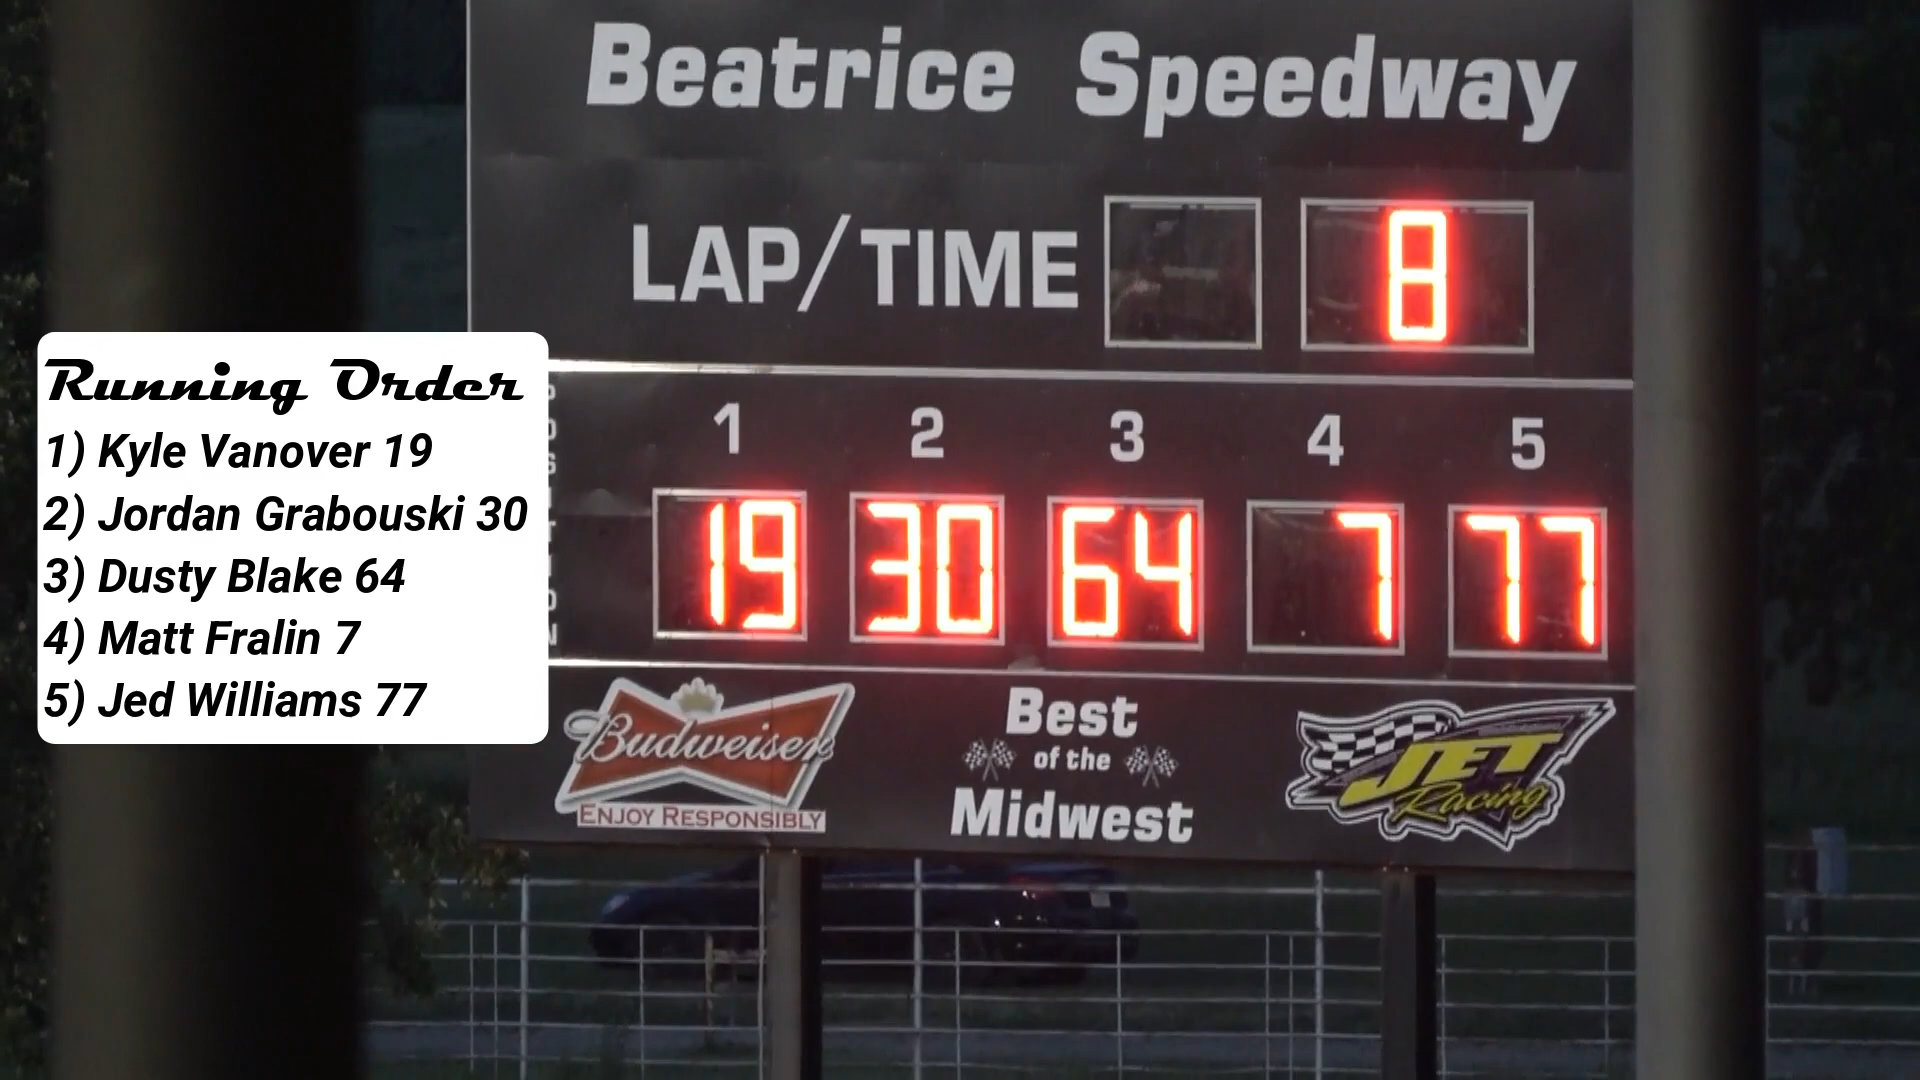 Beatrice Speedway
LAP/TIME 8
Running Order
1) Kyle Vanover 19
2) Jordan Grabouski 30
3) Dusty Blake 64
4) Matt Fralin 7
5) Jed Williams 77
1 2 3 4 5
19 30 64 7 77
Budweiser
ENJOY RESPONSIBLY
Best
of the
Midwest
JET
Racing